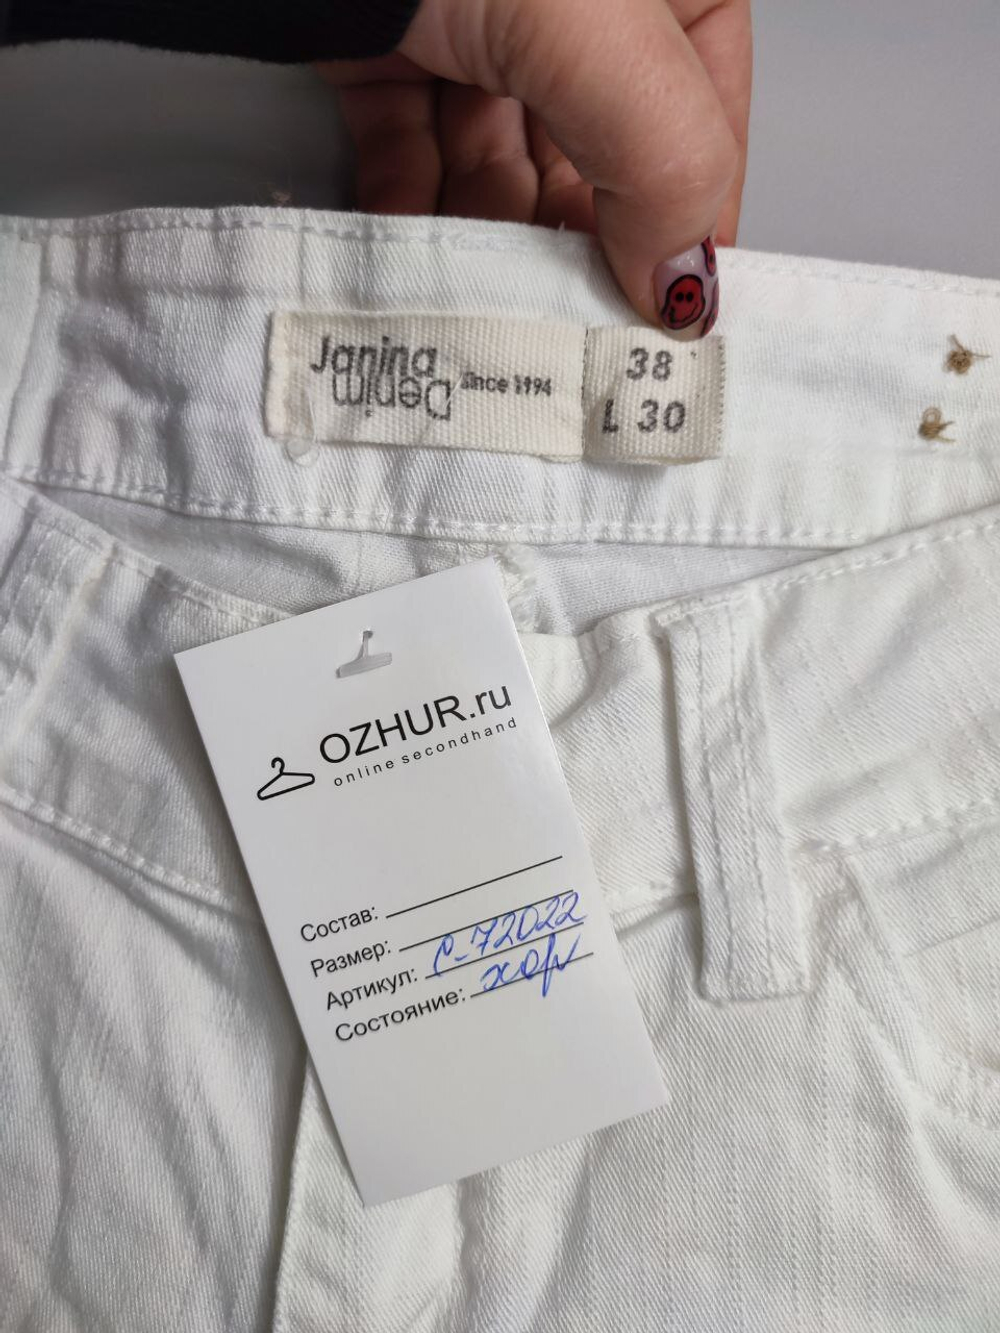 Janina
Denim
Since 1994
38
L 30
OZHUR.ru
online secondhand
Состав:
Размер:
Артикул: С-72022
Состояние: хор